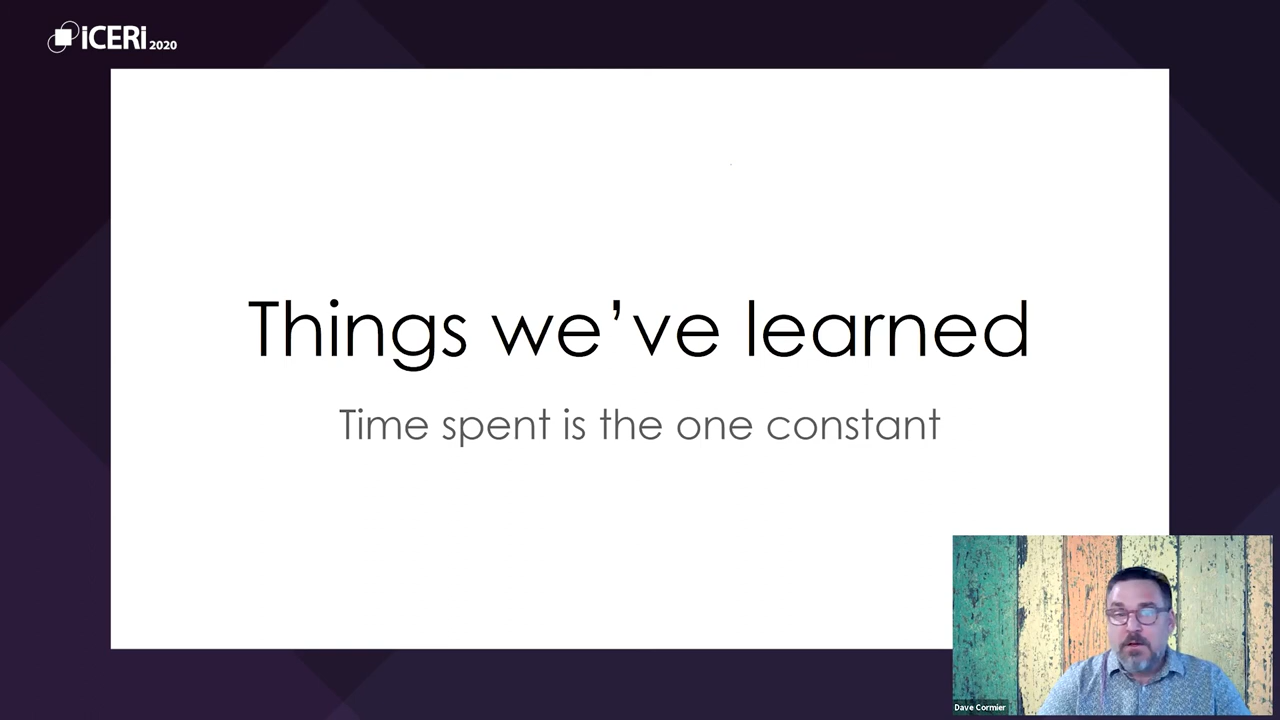 iCERi 2020
Things we’ve learned
Time spent is the one constant
Dave Cormier